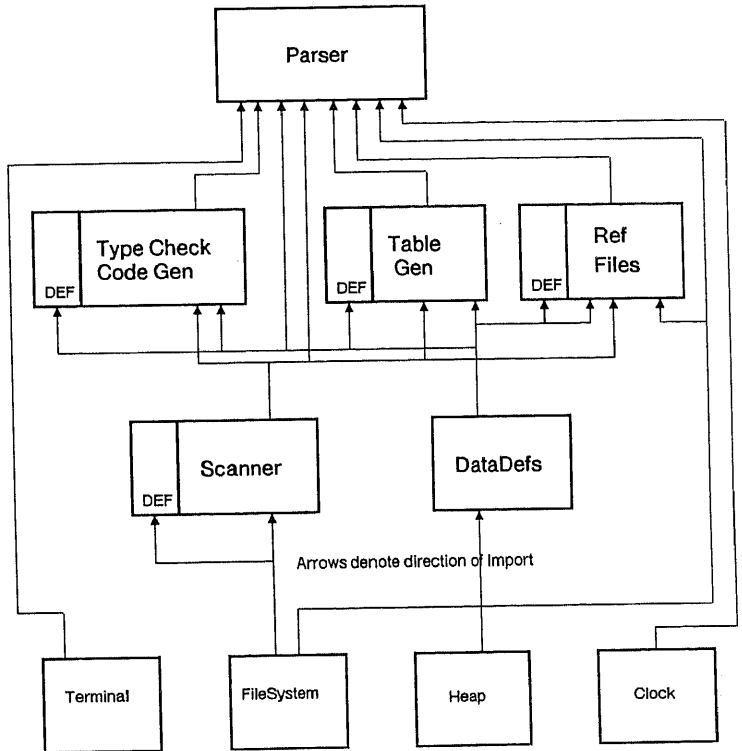 Parser
Type Check
Code Gen
DEF
Table
Gen
DEF
Ref
Files
DEF
Scanner
DEF
DataDefs
Arrows denote direction of Import
Terminal
FileSystem
Heap
Clock